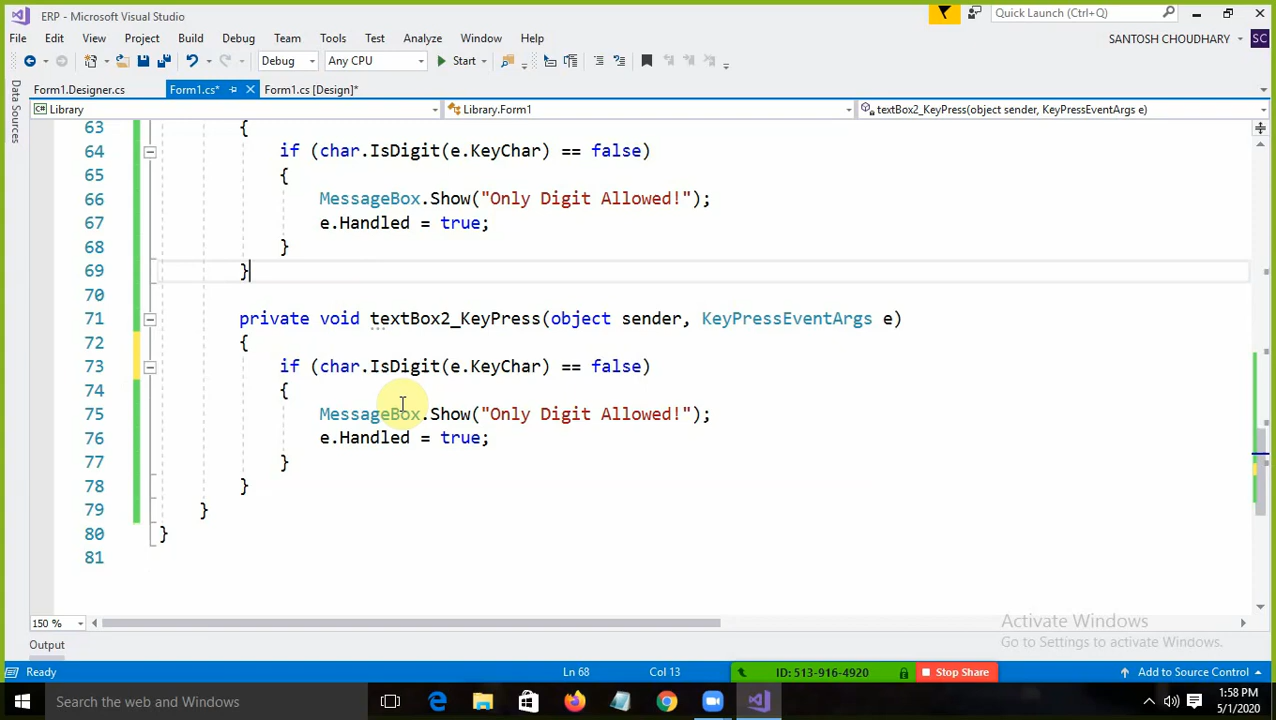 ERP - Microsoft Visual Studio
Quick Launch (Ctrl+Q)
File Edit View Project Build Debug Team Tools Test Analyze Window Help
SANTOSH CHOUDHARY SC
Debug Any CPU Start
Data Sources
Form1.Designer.cs Form1.cs* Form1.cs [Design]*
Library Library.Form1 textBox2_KeyPress(object sender, KeyPressEventArgs e)
63 {
64 if (char.IsDigit(e.KeyChar) == false)
65 {
66 MessageBox.Show("Only Digit Allowed!");
67 e.Handled = true;
68 }
69 }
70
71 private void textBox2_KeyPress(object sender, KeyPressEventArgs e)
72 {
73 if (char.IsDigit(e.KeyChar) == false)
74 {
75 MessageBox.Show("Only Digit Allowed!");
76 e.Handled = true;
77 }
78 }
79 }
80 }
81
150 %
Activate Windows
Go to Settings to activate Windows.
Output
Ready Ln 68 Col 13 ID: 513-916-4920 Stop Share Add to Source Control
Search the web and Windows
1:58 PM
5/1/2020